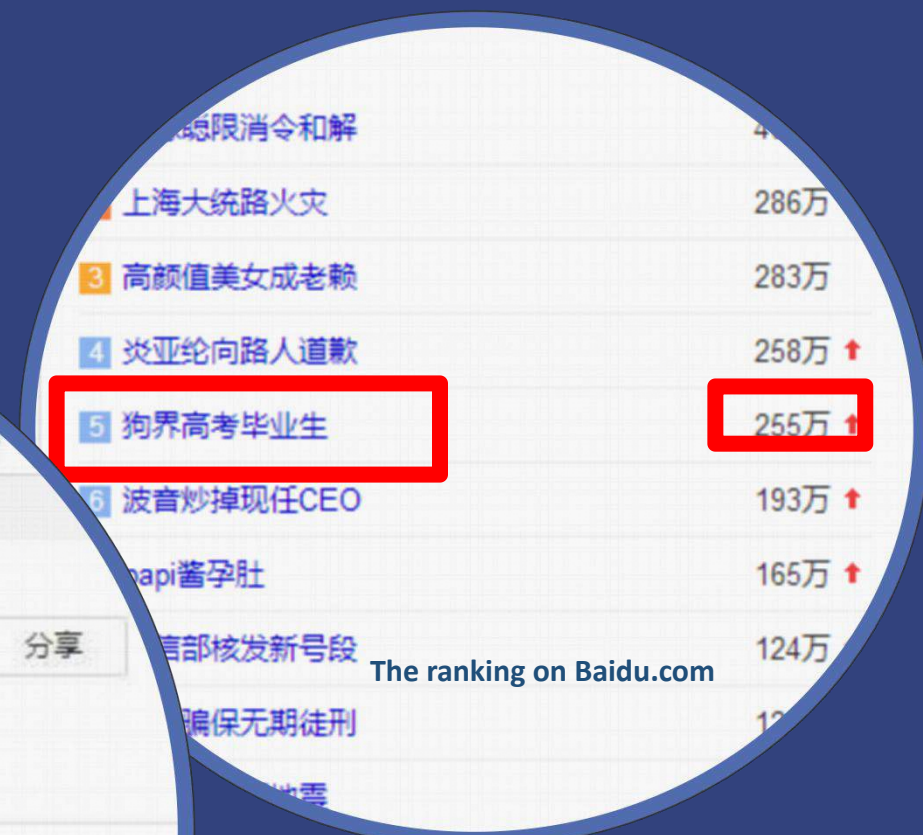 聪限消令和解
上海大统路火灾 286万
3 高颜值美女成老赖 283万
4 炎亚纶向路人道歉 258万
5 狗界高考毕业生 255万
6 波音炒掉现任CEO 193万
papi酱孕肚 165万
分享
信部核发新号段 124万
The ranking on Baidu.com
骗保无期徒刑
地震